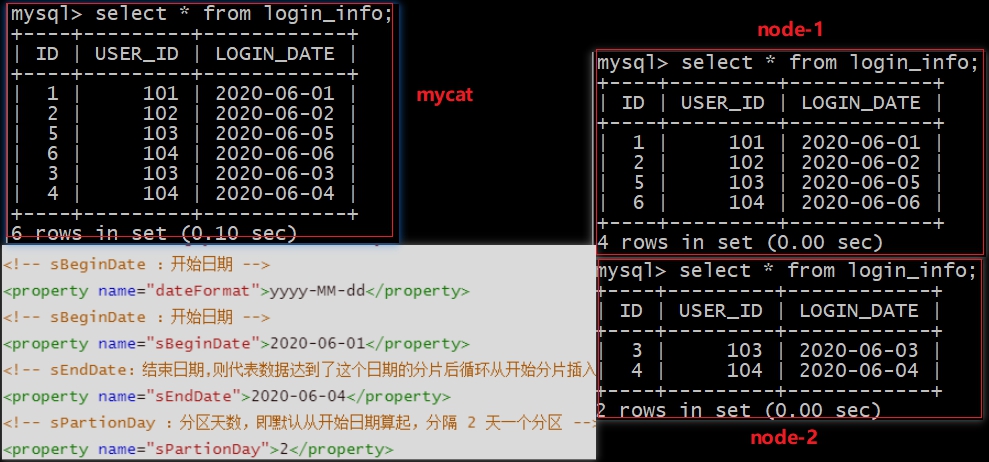 mysql> select * from login_info;
+----+---------+------------+
| ID | USER_ID | LOGIN_DATE |
+----+---------+------------+
| 1 | 101 | 2020-06-01
| 2 | 102 | 2020-06-02
| 5 | 103 | 2020-06-05
| 6 | 104 | 2020-06-06
| 3 | 103 | 2020-06-03
| 4 | 104 | 2020-06-04
+----+---------+------------+
6 rows in set (0.10 sec)
mycat
<!-- sBeginDate ：开始日期 -->
<property name="dateFormat">yyyy-MM-dd</property>
<!-- sBeginDate ：开始日期 -->
<property name="sBeginDate">2020-06-01</property>
<!-- sEndDate：结束日期,则代表数据达到了这个日期的分片后循环从开始分片插入
<property name="sEndDate">2020-06-04</property>
<!-- sPartionDay ：分区天数，即默认从开始日期算起，分隔 2 天一个分区 -->
<property name="sPartionDay">2</property>
node-1
mysql> select * from login_info;
+----+---------+------------+
| ID | USER_ID | LOGIN_DATE |
+----+---------+------------+
| 1 | 101 | 2020-06-01 |
| 2 | 102 | 2020-06-02 |
| 5 | 103 | 2020-06-05 |
| 6 | 104 | 2020-06-06 |
+----+---------+------------+
4 rows in set (0.00 sec)
mysql> select * from login_info;
+----+---------+------------+
| ID | USER_ID | LOGIN_DATE |
+----+---------+------------+
| 3 | 103 | 2020-06-03 |
| 4 | 104 | 2020-06-04 |
+----+---------+------------+
2 rows in set (0.00 sec)
node-2